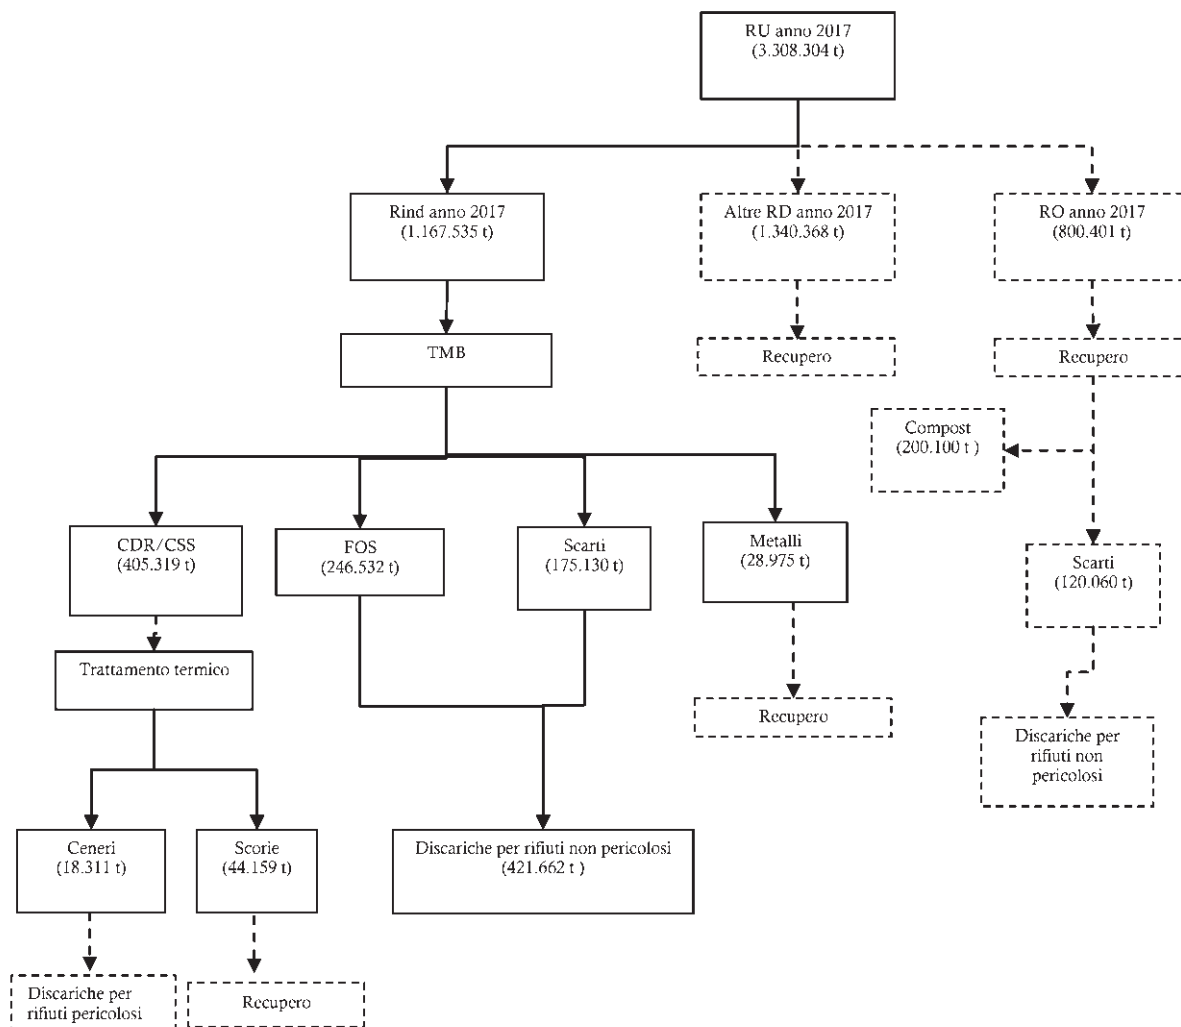 RU anno 2017
(3.308.304 t)
Rind anno 2017
(1.167.535 t)
Altre RD anno 2017
(1.340.368 t)
RO anno 2017
(800.401 t)
TMB
Recupero
Recupero
Compost
(200.100 t )
CDR/CSS
(405.319 t)
FOS
(246.532 t)
Scarti
(175.130 t)
Metalli
(28.975 t)
Scarti
(120.060 t)
Trattamento termico
Recupero
Discariche per
rifiuti non
pericolosi
Ceneri
(18.311 t)
Scorie
(44.159 t)
Discariche per rifiuti non pericolosi
(421.662 t )
Discariche per
rifiuti pericolosi
Recupero